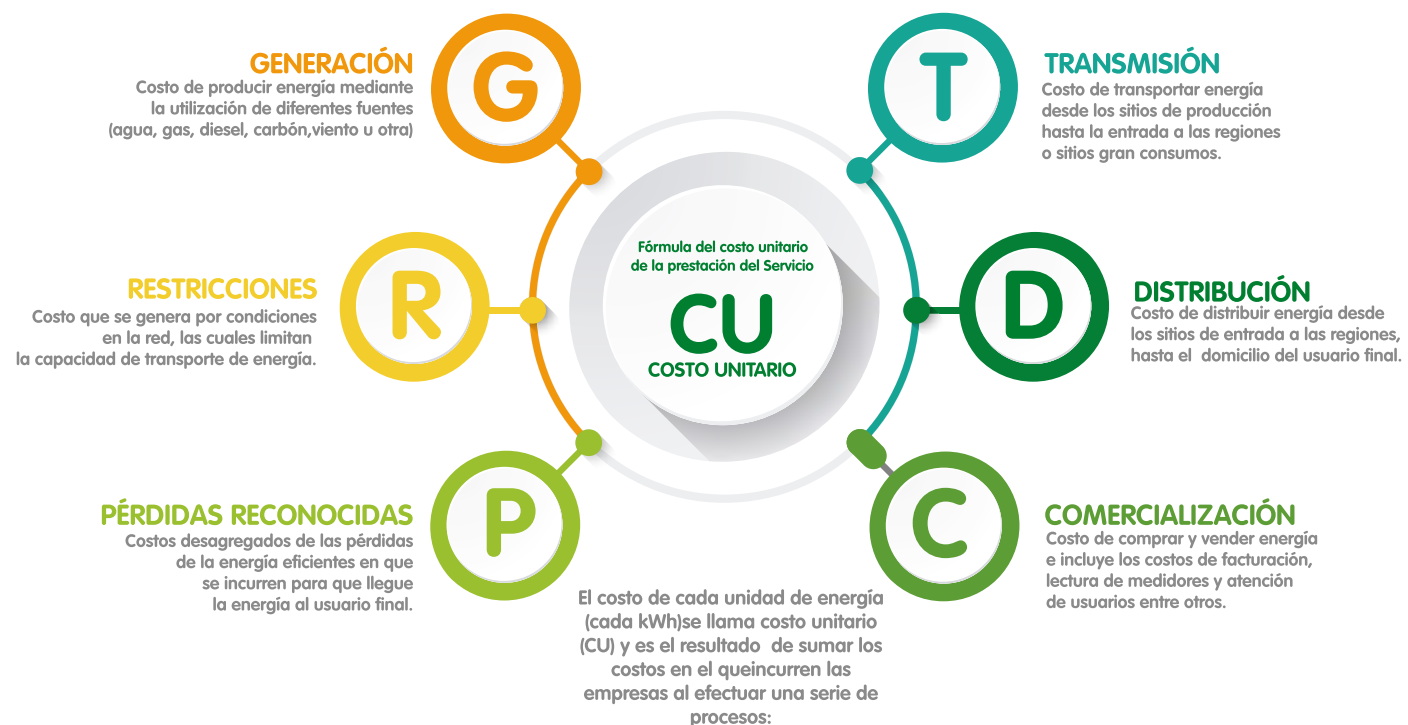 GENERACIÓN
Costo de producir energía mediante
la utilización de diferentes fuentes
(agua, gas, diesel, carbón,viento u otra)
G
T
TRANSMISIÓN
Costo de transportar energía
desde los sitios de producción
hasta la entrada a las regiones
o sitios gran consumos.
RESTRICCIONES
Costo que se genera por condiciones
en la red, las cuales limitan
la capacidad de transporte de energía.
R
Fórmula del costo unitario
de la prestación del Servicio
CU
COSTO UNITARIO
D
DISTRIBUCIÓN
Costo de distribuir energía desde
los sitios de entrada a las regiones,
hasta el domicilio del usuario final.
PÉRDIDAS RECONOCIDAS
Costos desagregados de las pérdidas
de la energía eficientes en que
se incurren para que llegue
la energía al usuario final.
P
C
COMERCIALIZACIÓN
Costo de comprar y vender energía
e incluye los costos de facturación,
lectura de medidores y atención
de usuarios entre otros.
El costo de cada unidad de energía
(cada kWh)se llama costo unitario
(CU) y es el resultado de sumar los
costos en el queincurren las
empresas al efectuar una serie de
procesos: